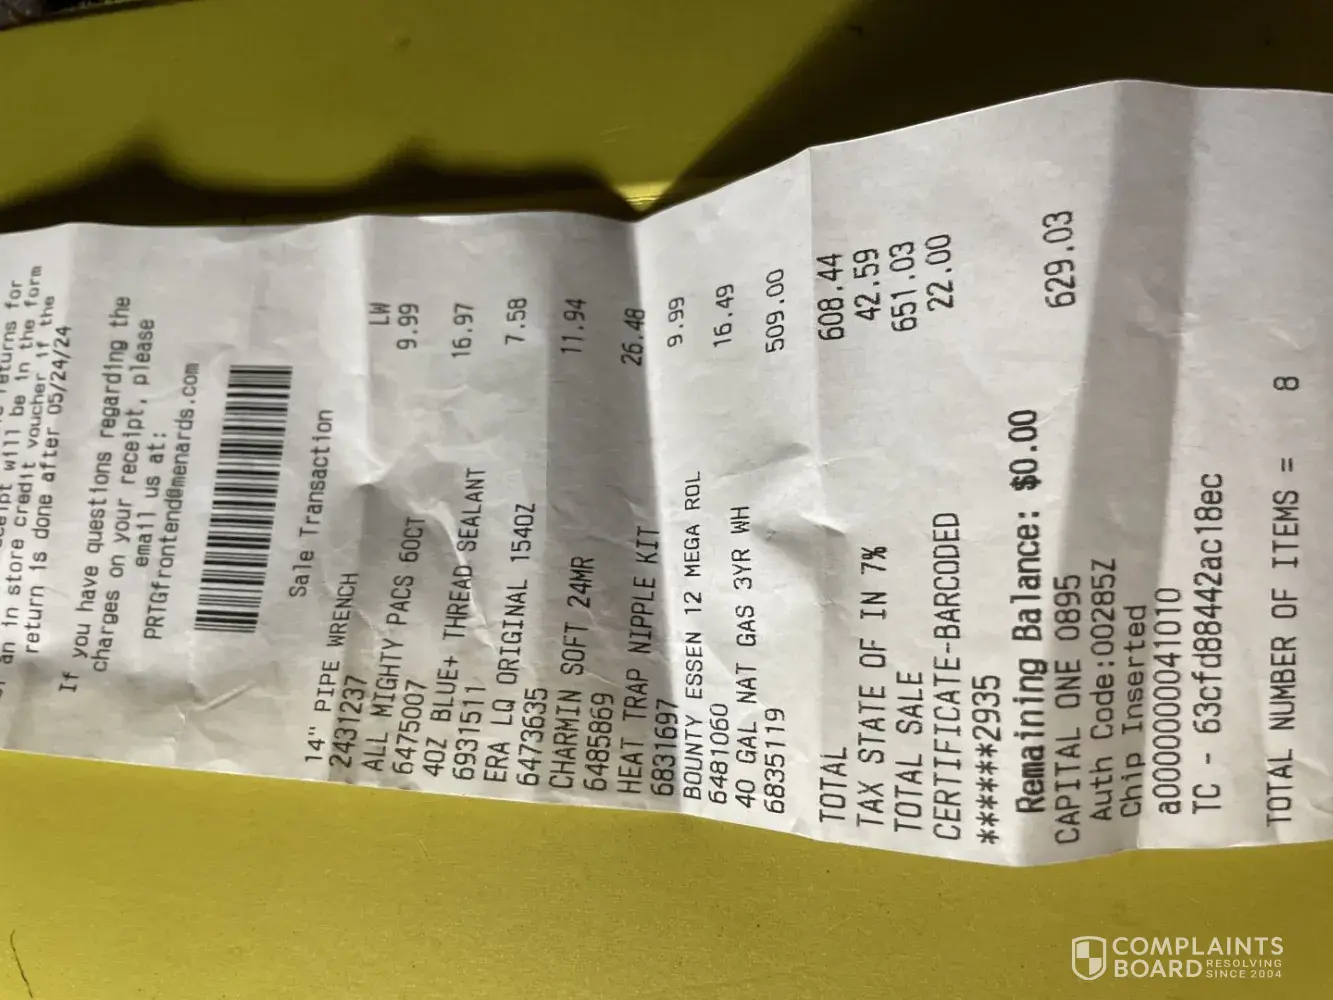 returns for
receipt will be in the form
an in store credit voucher if the
return is done after 05/24/24
If you have questions regarding the
charges on your receipt, please
email us at:
PRTGfrontend@menards.com
Sale Transaction
14" PIPE WRENCH LW
2431237 9.99
ALL MIGHTY PACS 60CT
6475007 16.97
4OZ BLUE+ THREAD SEALANT
6931511 7.58
ERA LQ ORIGINAL 154OZ
6473635 11.94
CHARMIN SOFT 24MR
6485869 26.48
HEAT TRAP NIPPLE KIT
6831697 9.99
BOUNTY ESSEN 12 MEGA ROL
6481060 16.49
40 GAL NAT GAS 3YR WH
6835119 509.00
TOTAL 608.44
TAX STATE OF IN 7% 42.59
TOTAL SALE 651.03
CERTIFICATE-BARCODED 22.00
******2935
Remaining Balance: $0.00
CAPITAL ONE 0895 629.03
Auth Code:00285Z
Chip Inserted
a0000000041010
TC - 63cfd88442ac18ec
TOTAL NUMBER OF ITEMS = 8
COMPLAINTS
BOARD RESOLVING
SINCE 2004